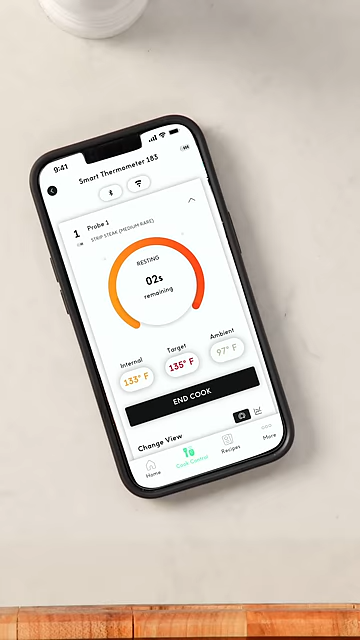 9:41
Smart Thermometer 183
1 Probe 1
STRIP STEAK (MEDIUM RARE)
RESTING
02s
remaining
Internal Target Ambient
133° F 135° F 97° F
END COOK
Change View
Home Cook Control Recipes More